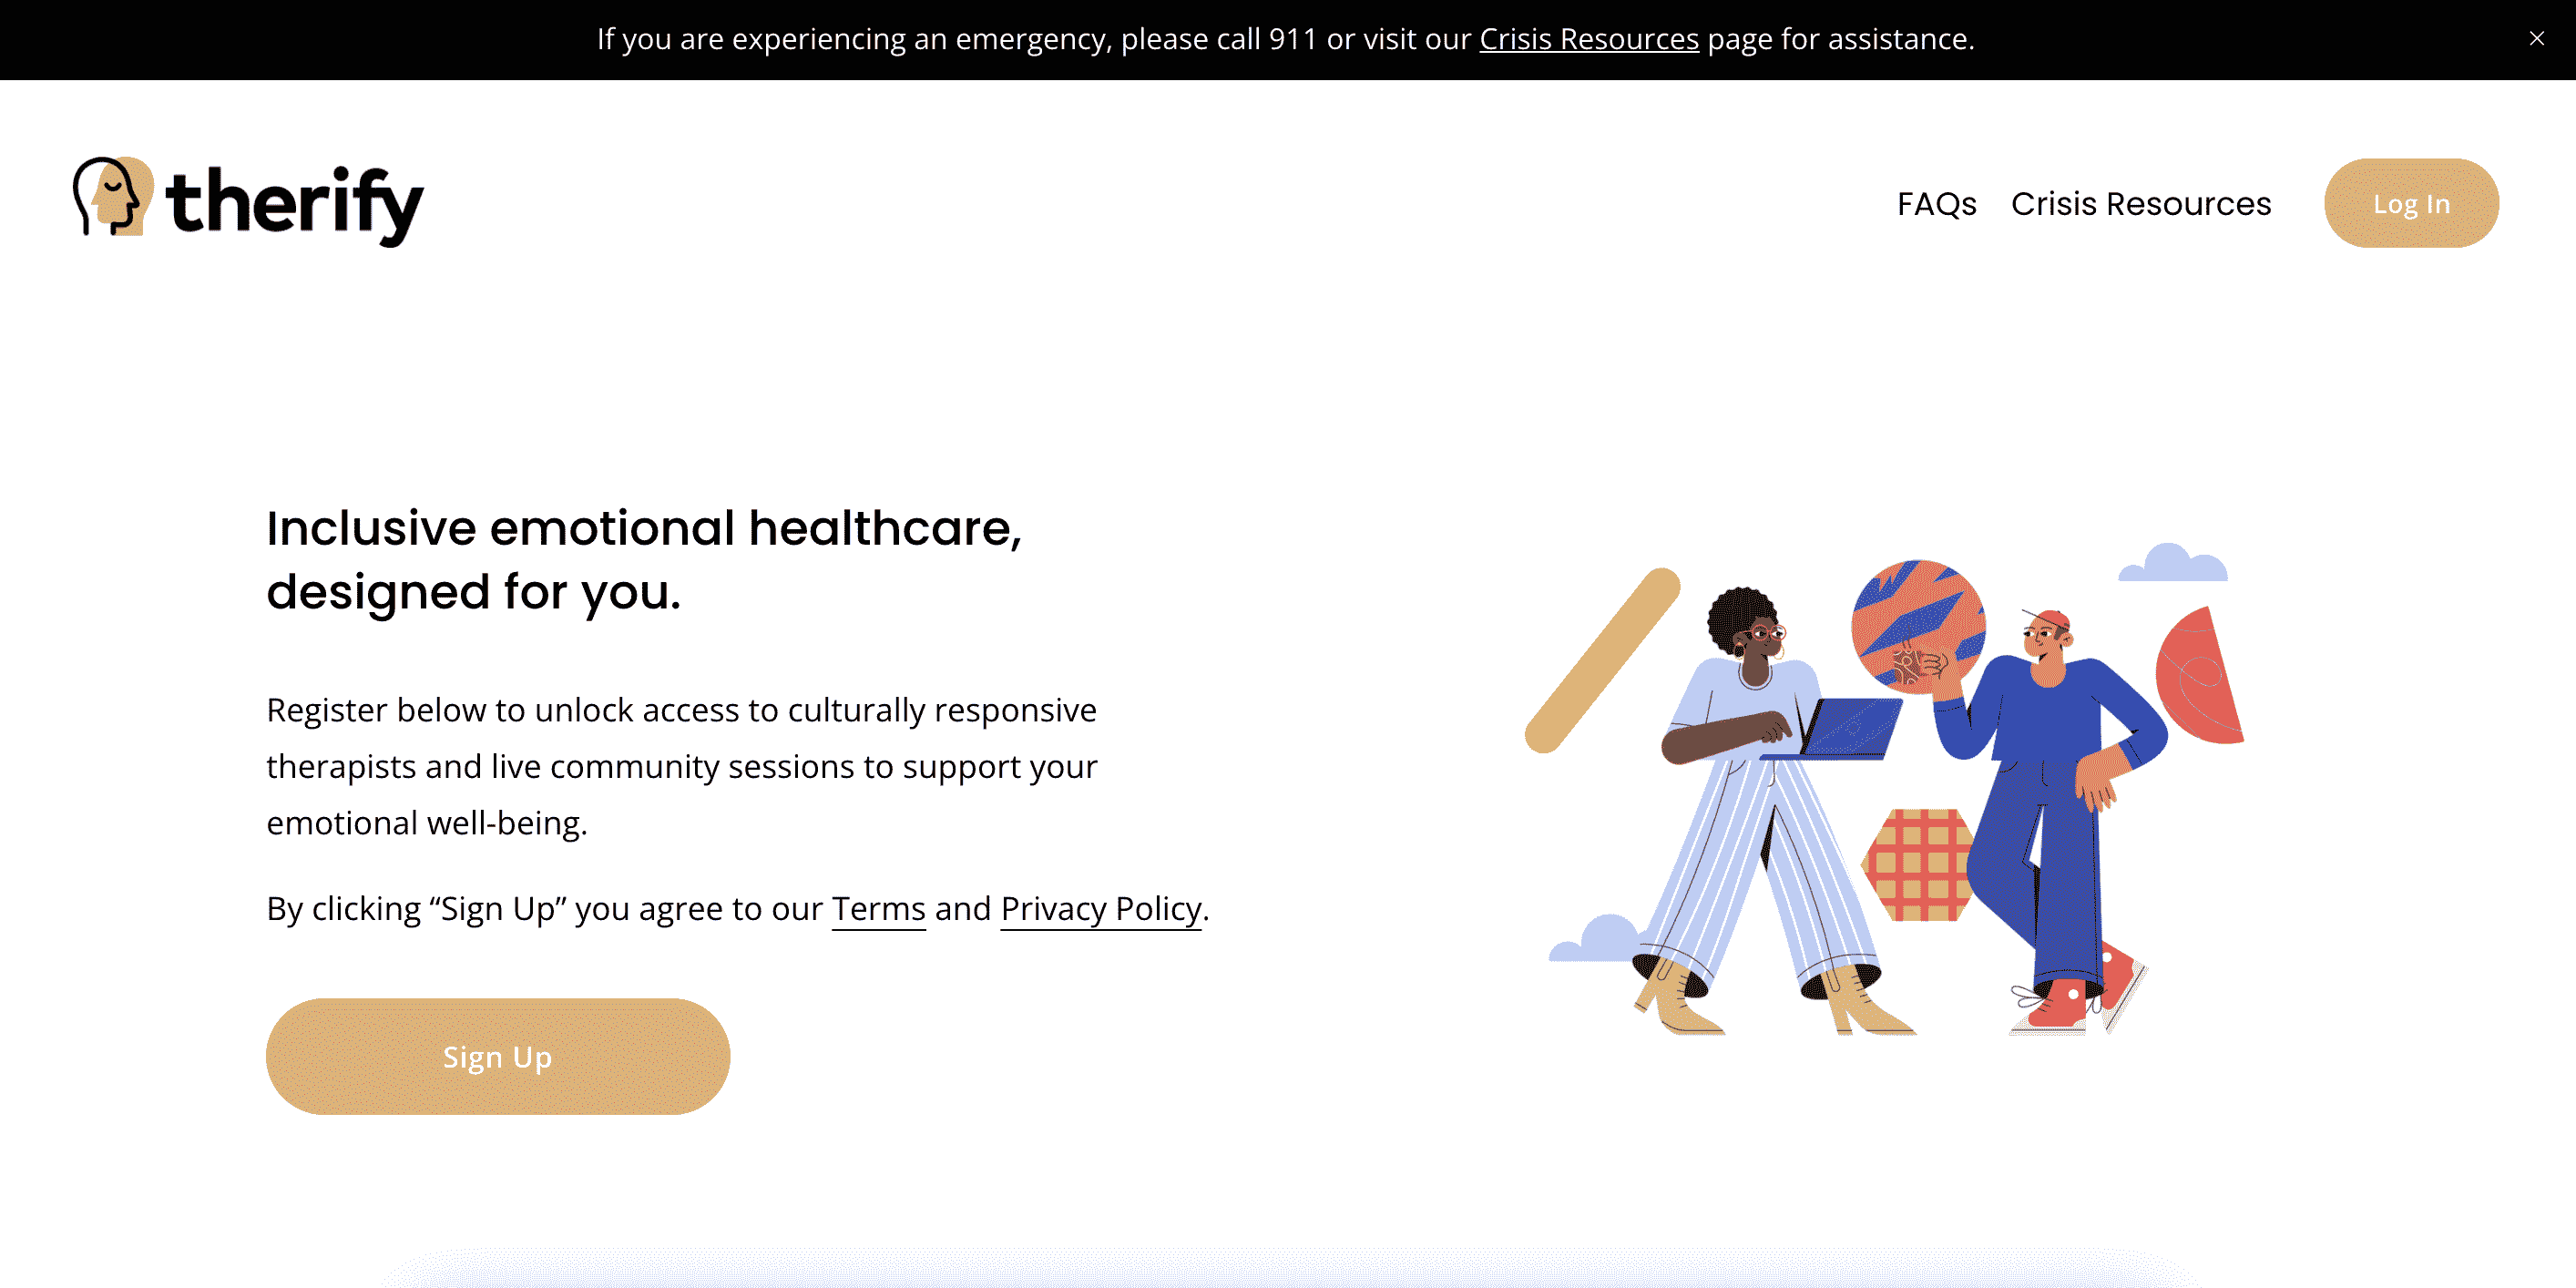 If you are experiencing an emergency, please call 911 or visit our Crisis Resources page for assistance.
therify
FAQs
Crisis Resources
Log In
Inclusive emotional healthcare,
designed for you.
Register below to unlock access to culturally responsive
therapists and live community sessions to support your
emotional well-being.
By clicking “Sign Up” you agree to our Terms and Privacy Policy.
Sign Up